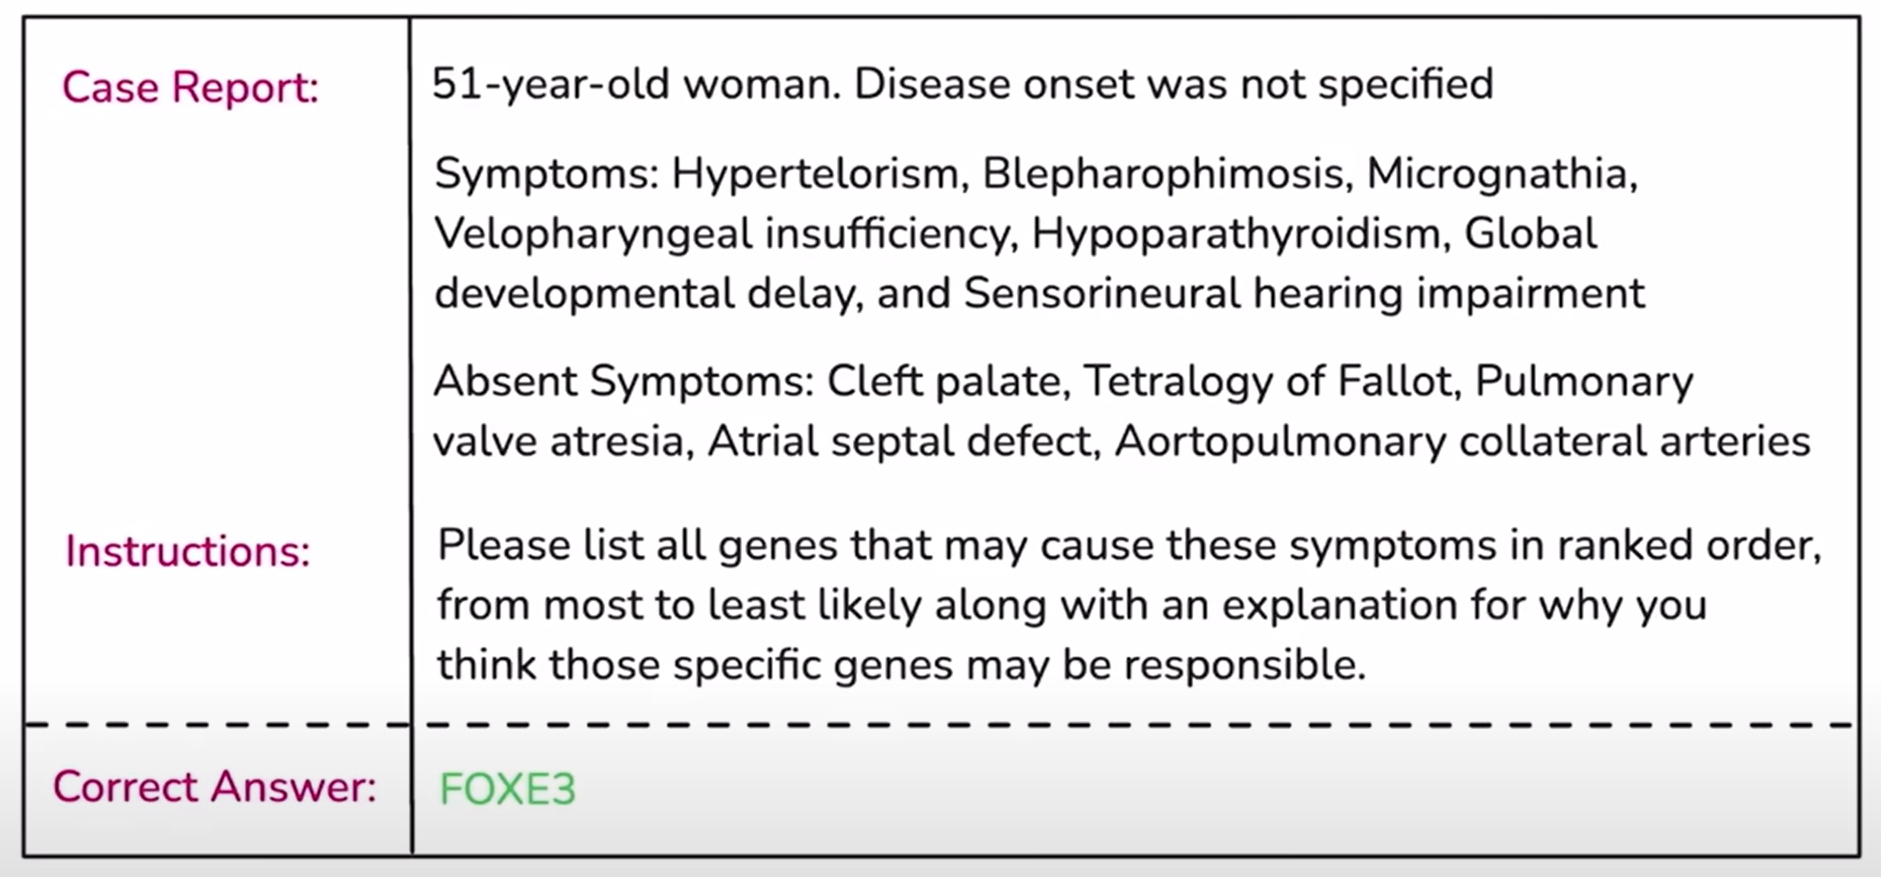 Case Report:
51-year-old woman. Disease onset was not specified
Symptoms: Hypertelorism, Blepharophimosis, Micrognathia,
Velopharyngeal insufficiency, Hypoparathyroidism, Global
developmental delay, and Sensorineural hearing impairment
Absent Symptoms: Cleft palate, Tetralogy of Fallot, Pulmonary
valve atresia, Atrial septal defect, Aortopulmonary collateral arteries
Instructions:
Please list all genes that may cause these symptoms in ranked order,
from most to least likely along with an explanation for why you
think those specific genes may be responsible.
Correct Answer:
FOXE3